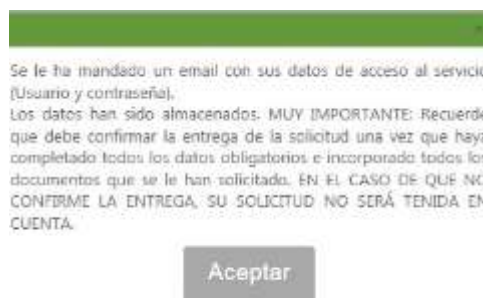 Se le ha mandado un email con sus datos de acceso al servicio
(Usuario y contraseña).
Los datos han sido almacenados. MUY IMPORTANTE: Recuerde
que debe confirmar la entrega de la solicitud una vez que haya
completado todos los datos obligatorios e incorporado todos los
documentos que se le han solicitado. EN EL CASO DE QUE NO
CONFIRME LA ENTREGA, SU SOLICITUD NO SERÁ TENIDA EN
CUENTA.
Aceptar